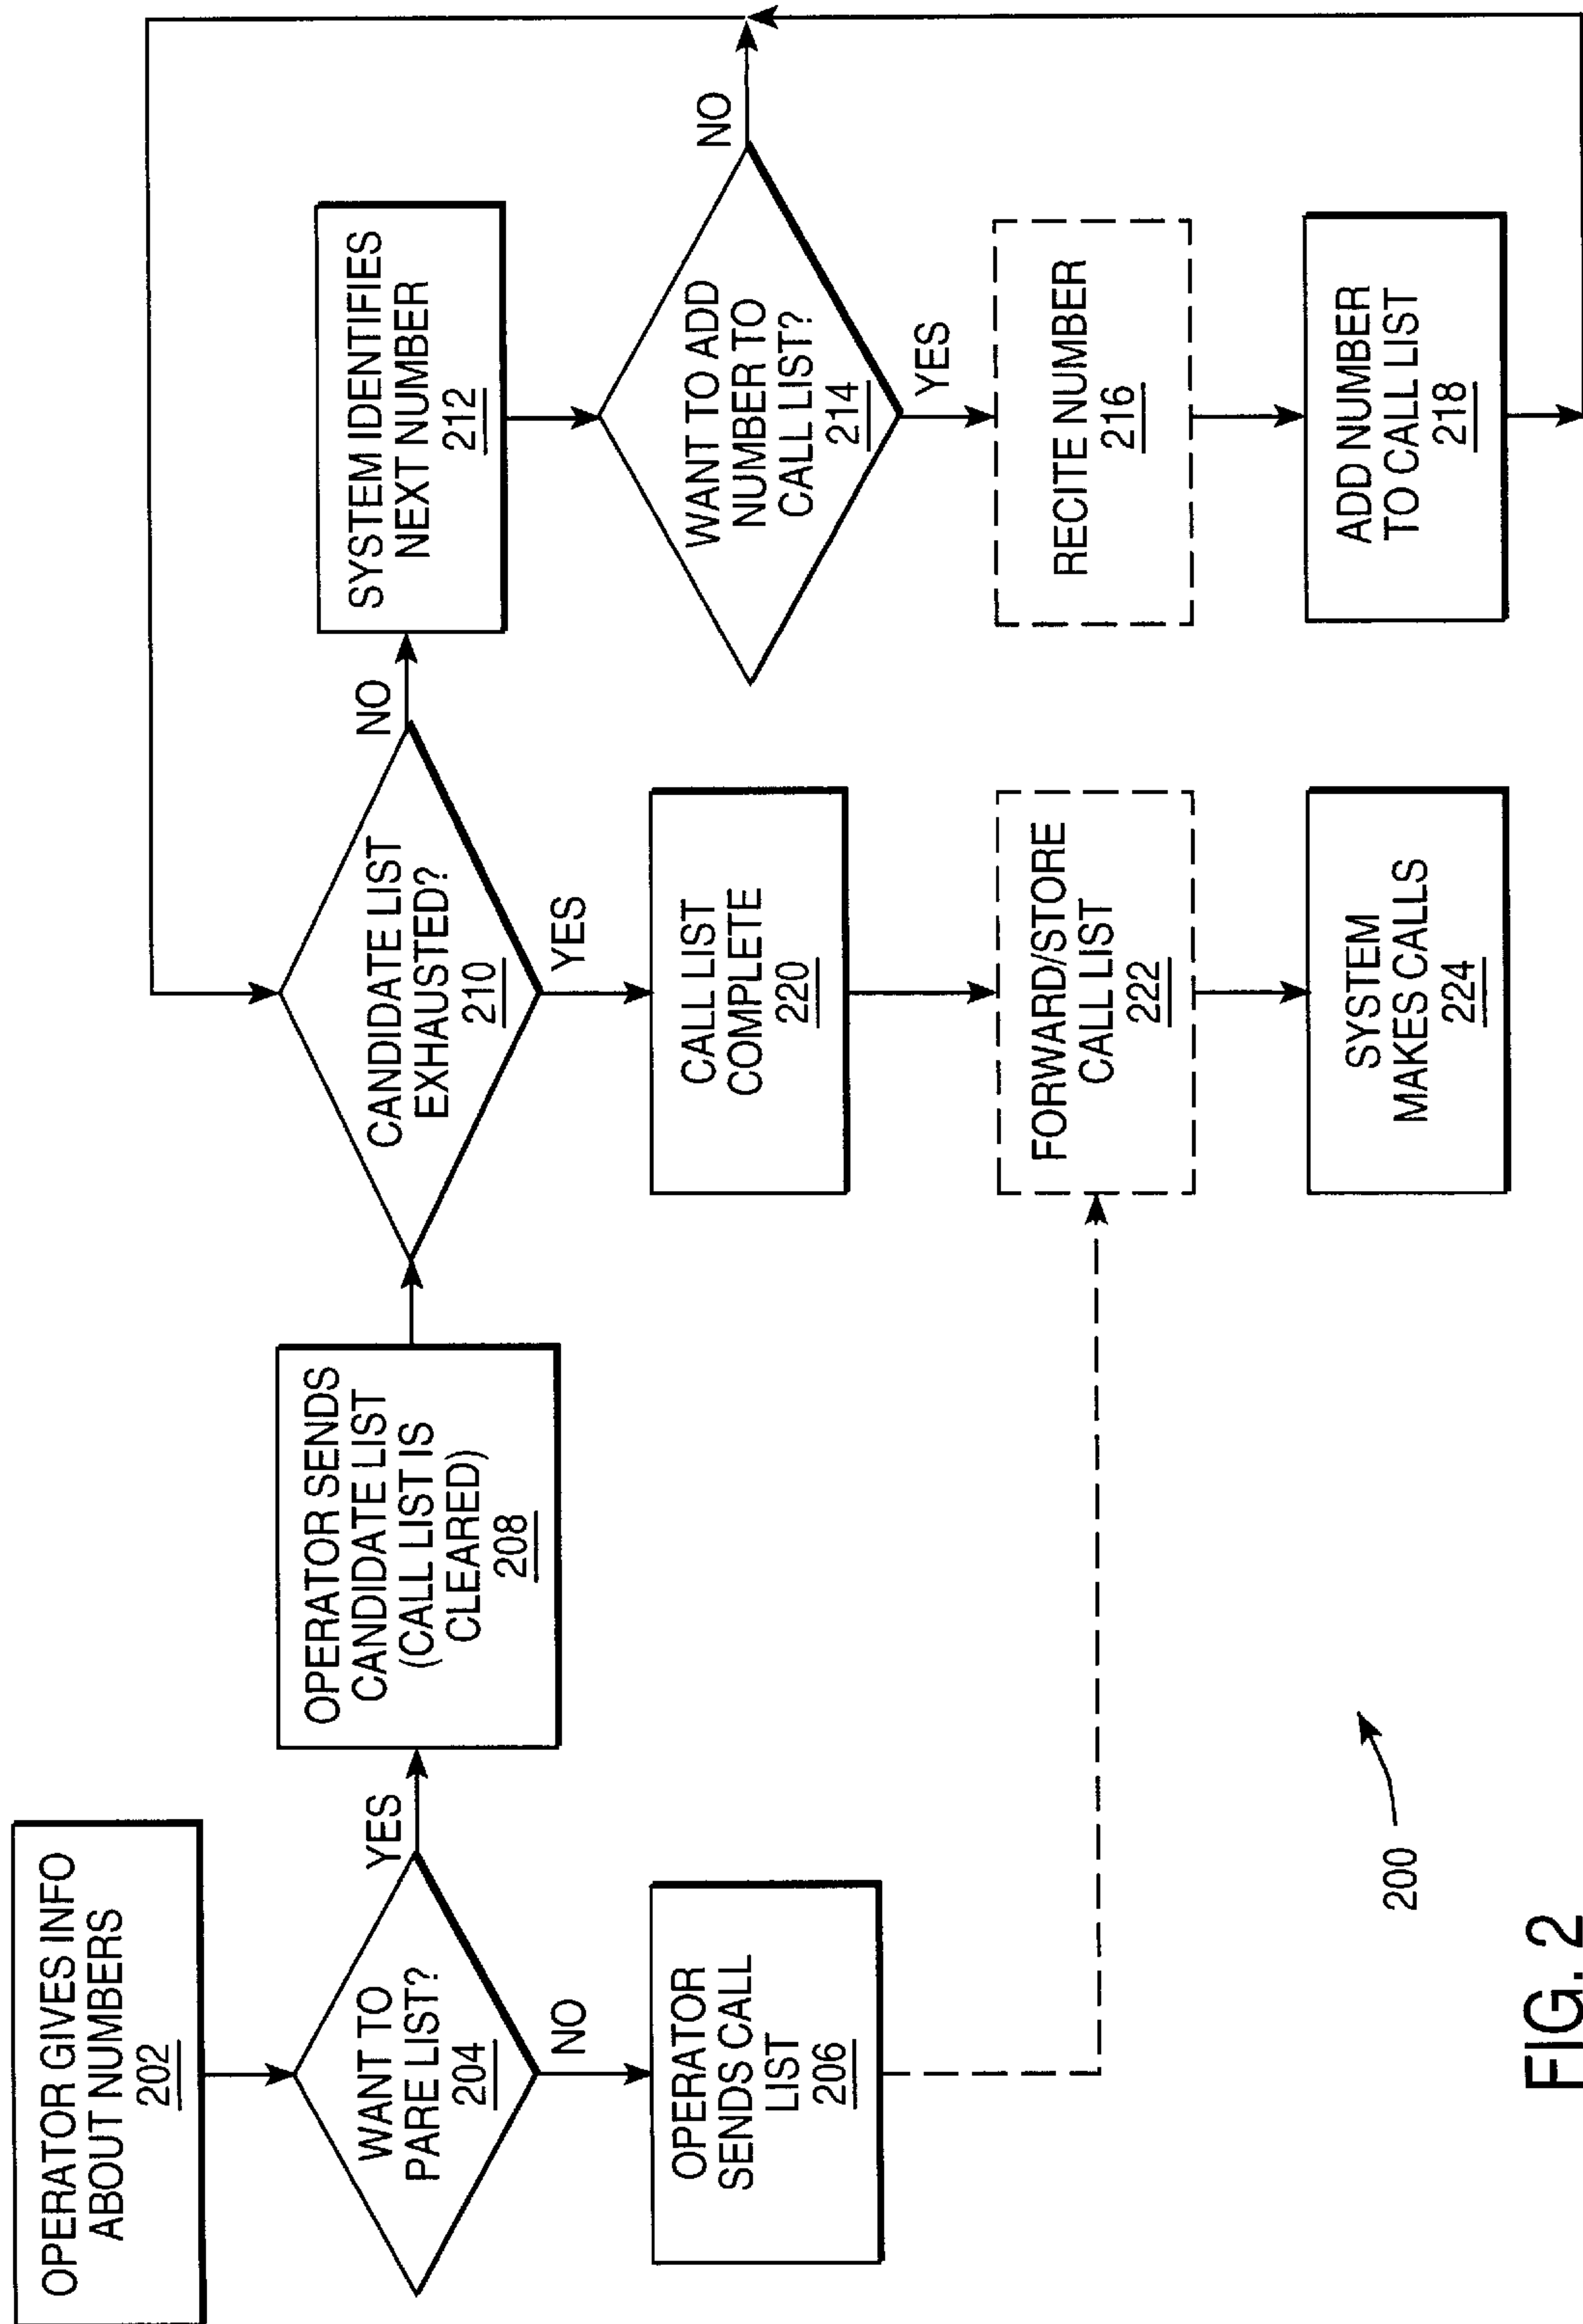 OPERATOR GIVES INFO
ABOUT NUMBERS
202
WANT TO
PARE LIST?
204
YES
NO
OPERATOR
SENDS CALL
LIST
206
OPERATOR SENDS
CANDIDATE LIST
(CALL LIST IS
CLEARED)
208
CANDIDATE LIST
EXHAUSTED?
210
NO
YES
CALL LIST
COMPLETE
220
FORWARD/STORE
CALL LIST
222
SYSTEM
MAKES CALLS
224
SYSTEM IDENTIFIES
NEXT NUMBER
212
WANT TO ADD
NUMBER TO
CALL LIST?
214
NO
YES
RECITE NUMBER
216
ADD NUMBER
TO CALL LIST
218
200
FIG. 2